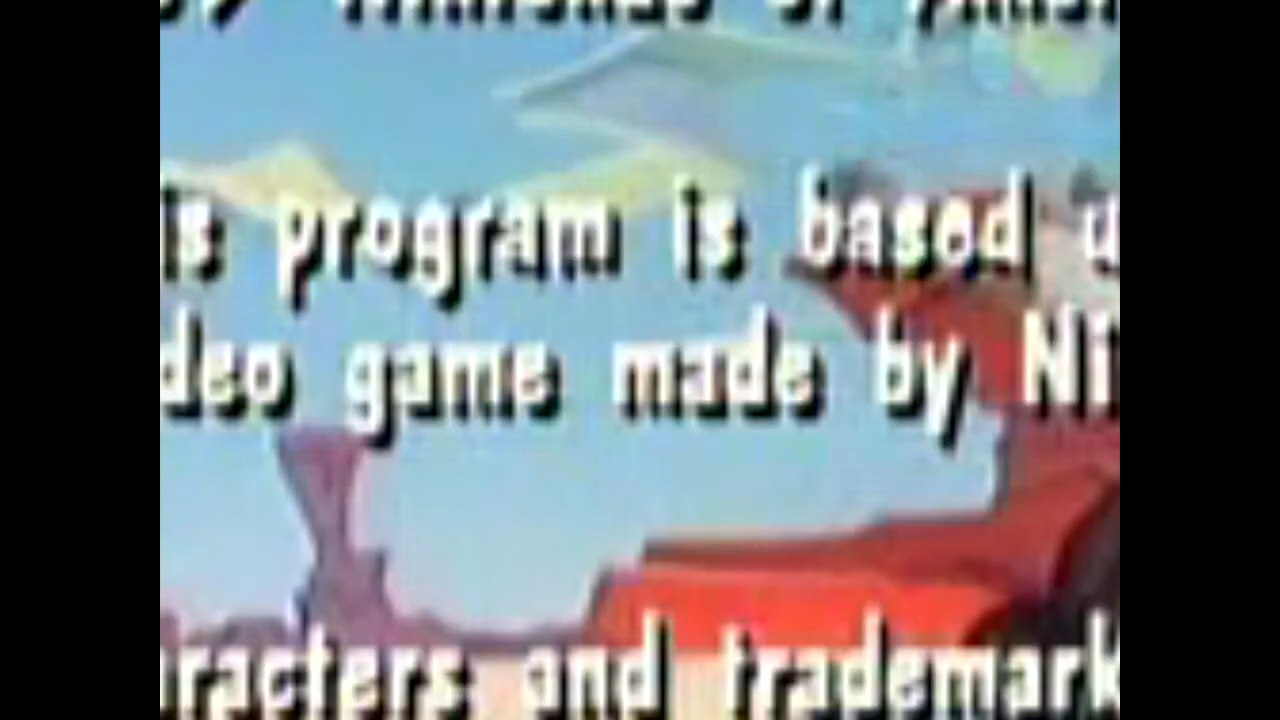 is program is based u
deo game made by Ni
racters and trademark